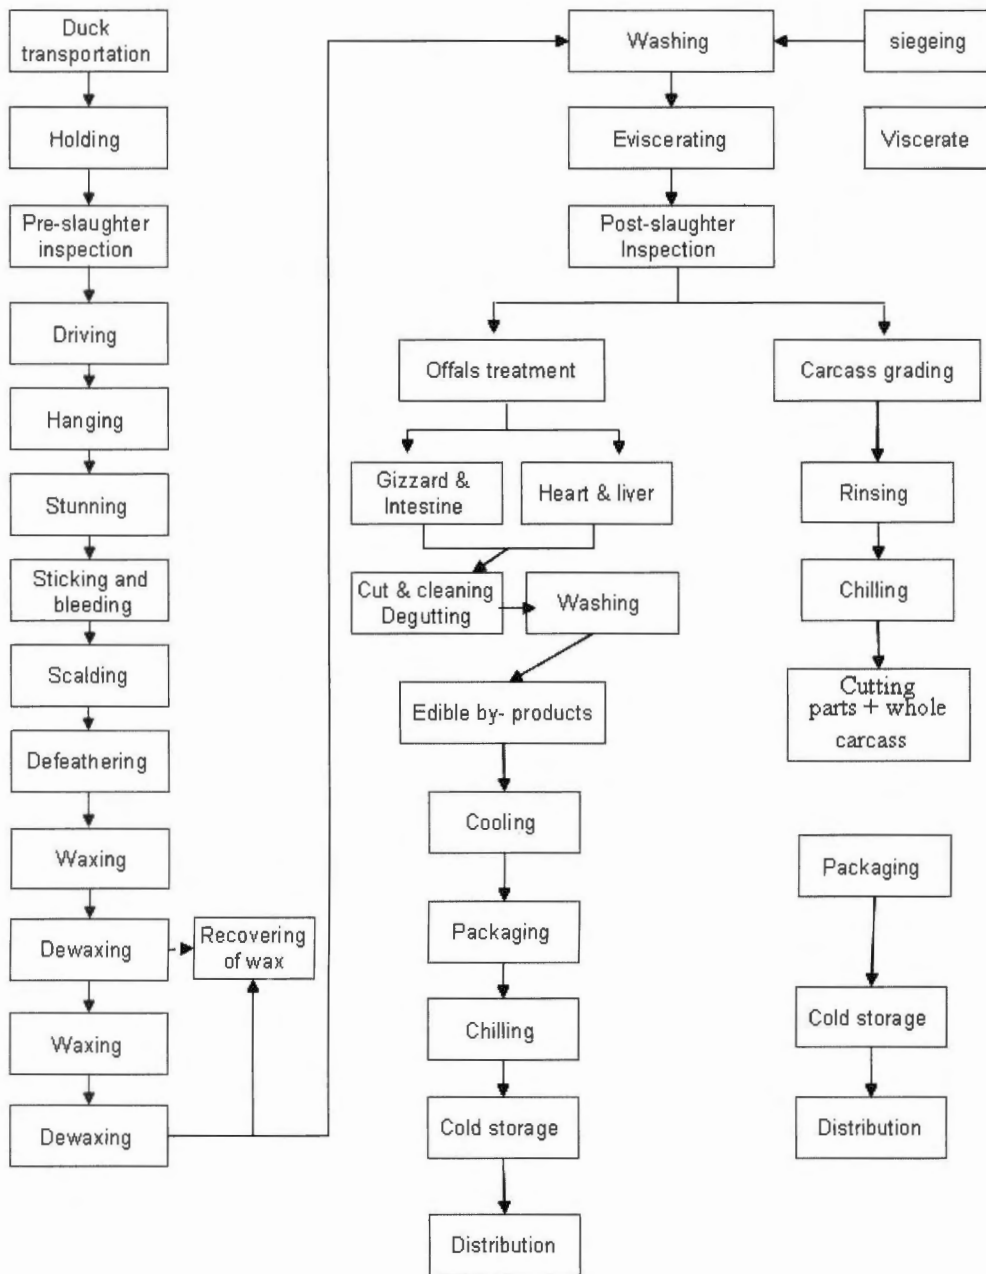 Duck
transportation
Holding
Pre-slaughter
inspection
Driving
Hanging
Stunning
Sticking and
bleeding
Scalding
Defeathering
Waxing
Dewaxing
Recovering
of wax
Waxing
Dewaxing
Washing
siegeing
Eviscerating
Viscerate
Post-slaughter
Inspection
Offals treatment
Gizzard &
Intestine
Heart & liver
Cut & cleaning
Degutting
Washing
Edible by- products
Cooling
Packaging
Chilling
Cold storage
Distribution
Carcass grading
Rinsing
Chilling
Cutting
parts + whole
carcass
Packaging
Cold storage
Distribution